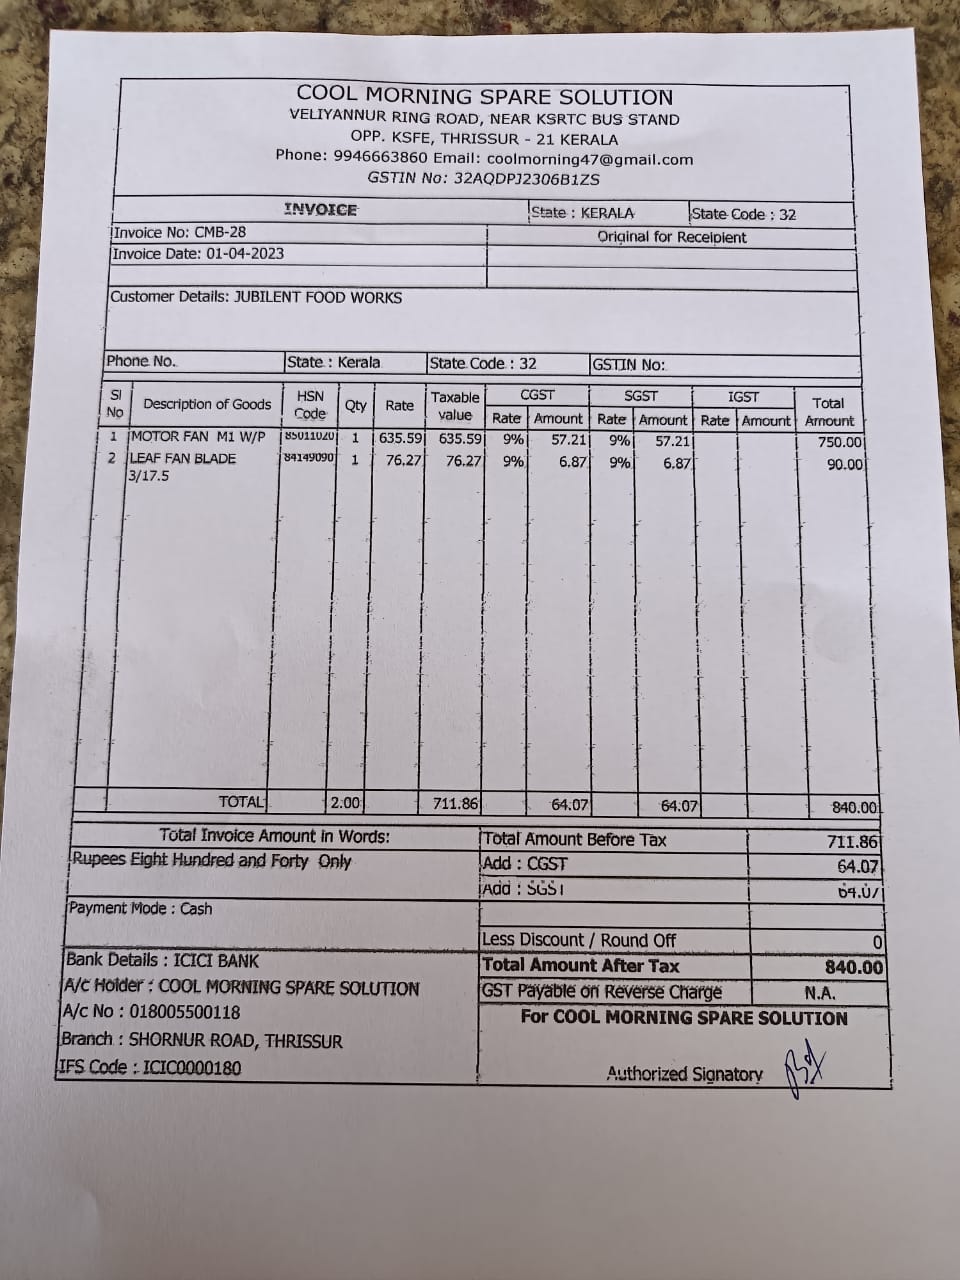 COOL MORNING SPARE SOLUTION
VELIYANNUR RING ROAD, NEAR KSRTC BUS STAND
OPP. KSFE, THRISSUR - 21 KERALA
Phone: 9946663860 Email: coolmorning47@gmail.com
GSTIN No: 32AQDPJ2306B1ZS
INVOICE State : KERALA State Code : 32
Invoice No: CMB-28 Original for Receipient
Invoice Date: 01-04-2023
Customer Details: JUBILENT FOOD WORKS
Phone No. State : Kerala State Code : 32 GSTIN No:
Sl No Description of Goods HSN Code Qty Rate Taxable value CGST SGST IGST Total Amount
Rate Amount Rate Amount Rate Amount
1 MOTOR FAN M1 W/P 85011020 1 635.59 635.59 9% 57.21 9% 57.21 750.00
2 LEAF FAN BLADE 84149090 1 76.27 76.27 9% 6.87 9% 6.87 90.00
3/17.5
TOTAL 2.00 711.86 64.07 64.07 840.00
Total Invoice Amount in Words: Total Amount Before Tax 711.86
Rupees Eight Hundred and Forty Only Add : CGST 64.07
Add : SGST 64.07
Payment Mode : Cash
Less Discount / Round Off 0
Bank Details : ICICI BANK Total Amount After Tax 840.00
A/c Holder : COOL MORNING SPARE SOLUTION GST Payable on Reverse Charge N.A.
A/c No : 018005500118 For COOL MORNING SPARE SOLUTION
Branch : SHORNUR ROAD, THRISSUR
IFS Code : ICIC0000180 Authorized Signatory